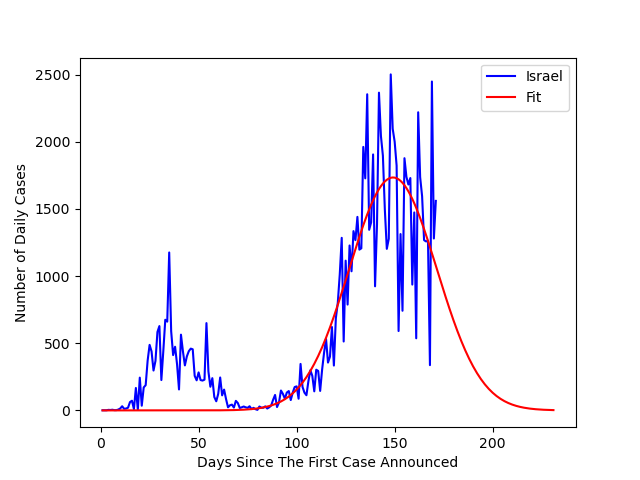 2500
2000
1500
1000
500
0
Number of Daily Cases
Israel
Fit
0 50 100 150 200
Days Since The First Case Announced